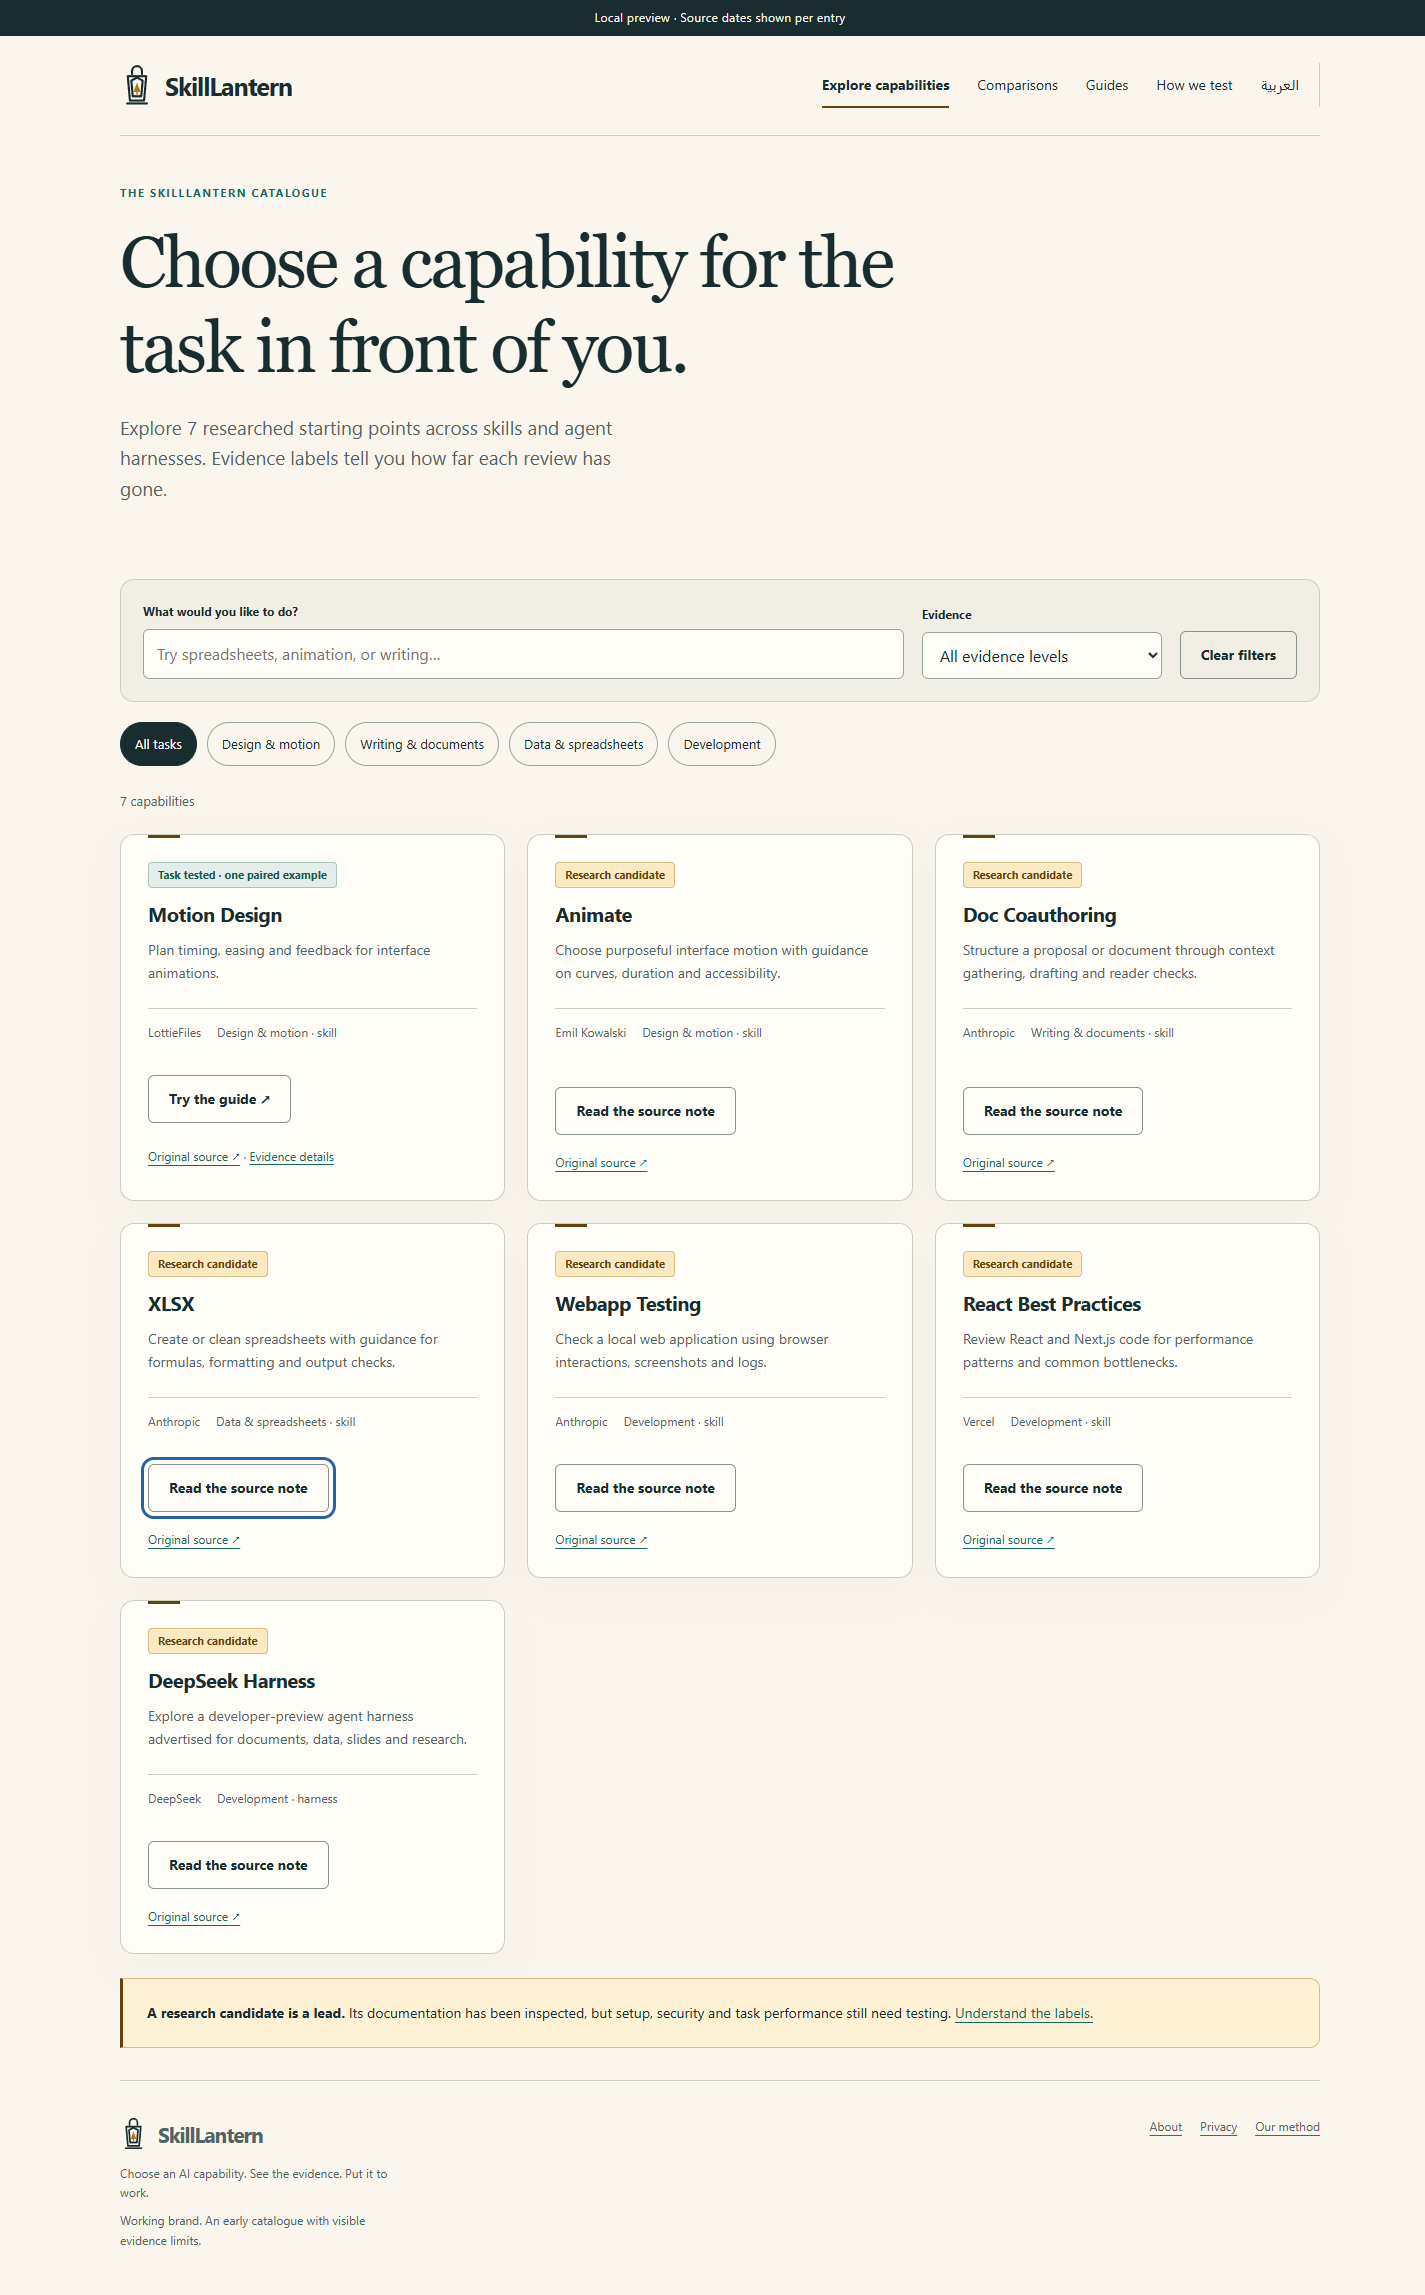 Local preview · Source dates shown per entry
SkillLantern
Explore capabilities
Comparisons
Guides
How we test
العربية
THE SKILLLANTERN CATALOGUE
Choose a capability for the
task in front of you.
Explore 7 researched starting points across skills and agent
harnesses. Evidence labels tell you how far each review has
gone.
What would you like to do?
Try spreadsheets, animation, or writing...
Evidence
All evidence levels
Clear filters
All tasks
Design & motion
Writing & documents
Data & spreadsheets
Development
7 capabilities
Task tested · one paired example
Motion Design
Plan timing, easing and feedback for interface
animations.
LottieFiles Design & motion · skill
Try the guide ↗
Original source ↗ · Evidence details
Research candidate
Animate
Choose purposeful interface motion with guidance
on curves, duration and accessibility.
Emil Kowalski Design & motion · skill
Read the source note
Original source ↗
Research candidate
Doc Coauthoring
Structure a proposal or document through context
gathering, drafting and reader checks.
Anthropic Writing & documents · skill
Read the source note
Original source ↗
Research candidate
XLSX
Create or clean spreadsheets with guidance for
formulas, formatting and output checks.
Anthropic Data & spreadsheets · skill
Read the source note
Original source ↗
Research candidate
Webapp Testing
Check a local web application using browser
interactions, screenshots and logs.
Anthropic Development · skill
Read the source note
Original source ↗
Research candidate
React Best Practices
Review React and Next.js code for performance
patterns and common bottlenecks.
Vercel Development · skill
Read the source note
Original source ↗
Research candidate
DeepSeek Harness
Explore a developer-preview agent harness
advertised for documents, data, slides and research.
DeepSeek Development · harness
Read the source note
Original source ↗
A research candidate is a lead. Its documentation has been inspected, but setup, security and task performance still need testing. Understand the labels.
SkillLantern
Choose an AI capability. See the evidence. Put it to
work.
Working brand. An early catalogue with visible
evidence limits.
About
Privacy
Our method